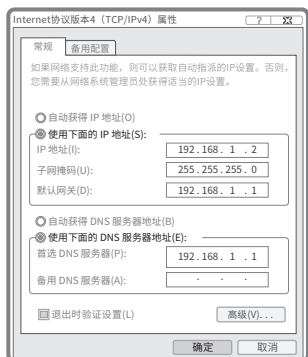 Internet协议版本4（TCP/IPv4）属性
常规 备用配置
如果网络支持此功能，则可以获取自动指派的IP设置。否则，
您需要从网络系统管理员处获得适当的IP设置。
自动获得 IP 地址(O)
使用下面的 IP 地址(S):
IP 地址(I): 192.168. 1 . 2
子网掩码(U): 255.255.255. 0
默认网关(D): 192.168. 1 . 1
自动获得 DNS 服务器地址(B)
使用下面的 DNS 服务器地址(E):
首选 DNS 服务器(P): 192.168. 1 . 1
备用 DNS 服务器(A): . . .
退出时验证设置(L) 高级(V)...
确定 取消